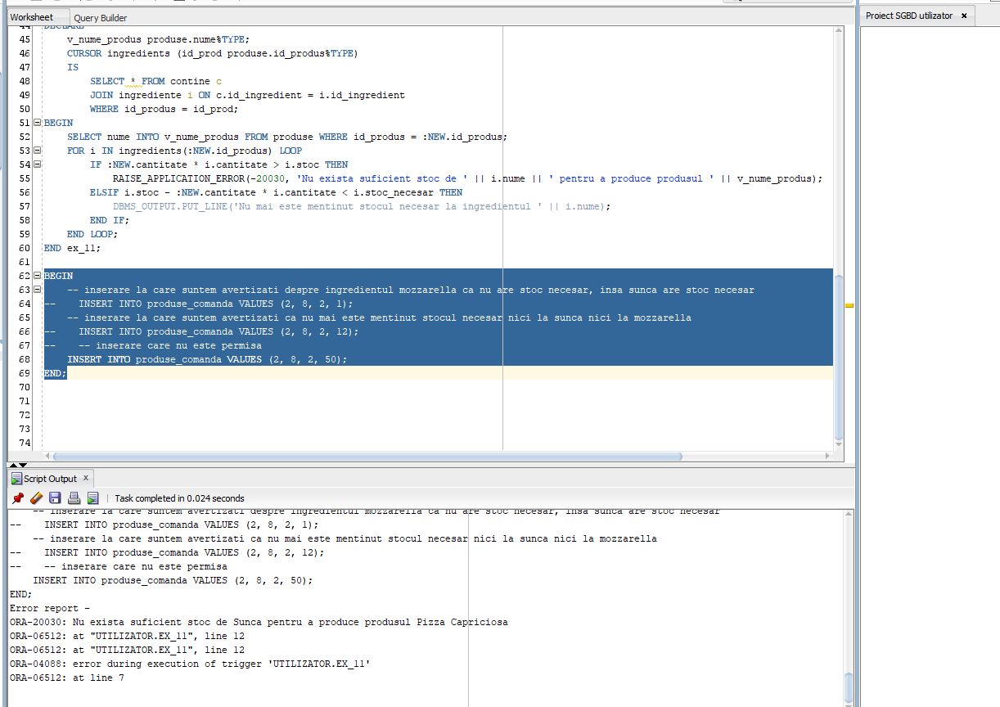 Worksheet Query Builder
Proiect SGBD utilizator ×
44 DECLARE
45 v_nume_produs produse.nume%TYPE;
46 CURSOR ingredients (id_prod produse.id_produs%TYPE)
47 IS
48 SELECT * FROM contine c
49 JOIN ingrediente i ON c.id_ingredient = i.id_ingredient
50 WHERE id_produs = id_prod;
51 BEGIN
52 SELECT nume INTO v_nume_produs FROM produse WHERE id_produs = :NEW.id_produs;
53 FOR i IN ingredients(:NEW.id_produs) LOOP
54 IF :NEW.cantitate * i.cantitate > i.stoc THEN
55 RAISE_APPLICATION_ERROR(-20030, 'Nu exista suficient stoc de ' || i.nume || ' pentru a produce produsul ' || v_nume_produs);
56 ELSIF i.stoc - :NEW.cantitate * i.cantitate < i.stoc_necesar THEN
57 DBMS_OUTPUT.PUT_LINE('Nu mai este mentinut stocul necesar la ingredientul ' || i.nume);
58 END IF;
59 END LOOP;
60 END ex_11;
61
62 BEGIN
63 -- inserare la care suntem avertizati despre ingredientul mozzarella ca nu are stoc necesar, insa sunca are stoc necesar
64 -- INSERT INTO produse_comanda VALUES (2, 8, 2, 1);
65 -- inserare la care suntem avertizati ca nu mai este mentinut stocul necesar nici la sunca nici la mozzarella
66 -- INSERT INTO produse_comanda VALUES (2, 8, 2, 12);
67 -- -- inserare care nu este permisa
68 INSERT INTO produse_comanda VALUES (2, 8, 2, 50);
69 END;
70
71
72
73
74
Script Output ×
Task completed in 0.024 seconds
-- inserare la care suntem avertizati despre ingredientul mozzarella ca nu are stoc necesar, insa sunca are stoc necesar
-- INSERT INTO produse_comanda VALUES (2, 8, 2, 1);
-- inserare la care suntem avertizati ca nu mai este mentinut stocul necesar nici la sunca nici la mozzarella
-- INSERT INTO produse_comanda VALUES (2, 8, 2, 12);
-- -- inserare care nu este permisa
INSERT INTO produse_comanda VALUES (2, 8, 2, 50);
END;
Error report -
ORA-20030: Nu exista suficient stoc de Sunca pentru a produce produsul Pizza Capriciosa
ORA-06512: at "UTILIZATOR.EX_11", line 12
ORA-06512: at "UTILIZATOR.EX_11", line 12
ORA-04088: error during execution of trigger 'UTILIZATOR.EX_11'
ORA-06512: at line 7